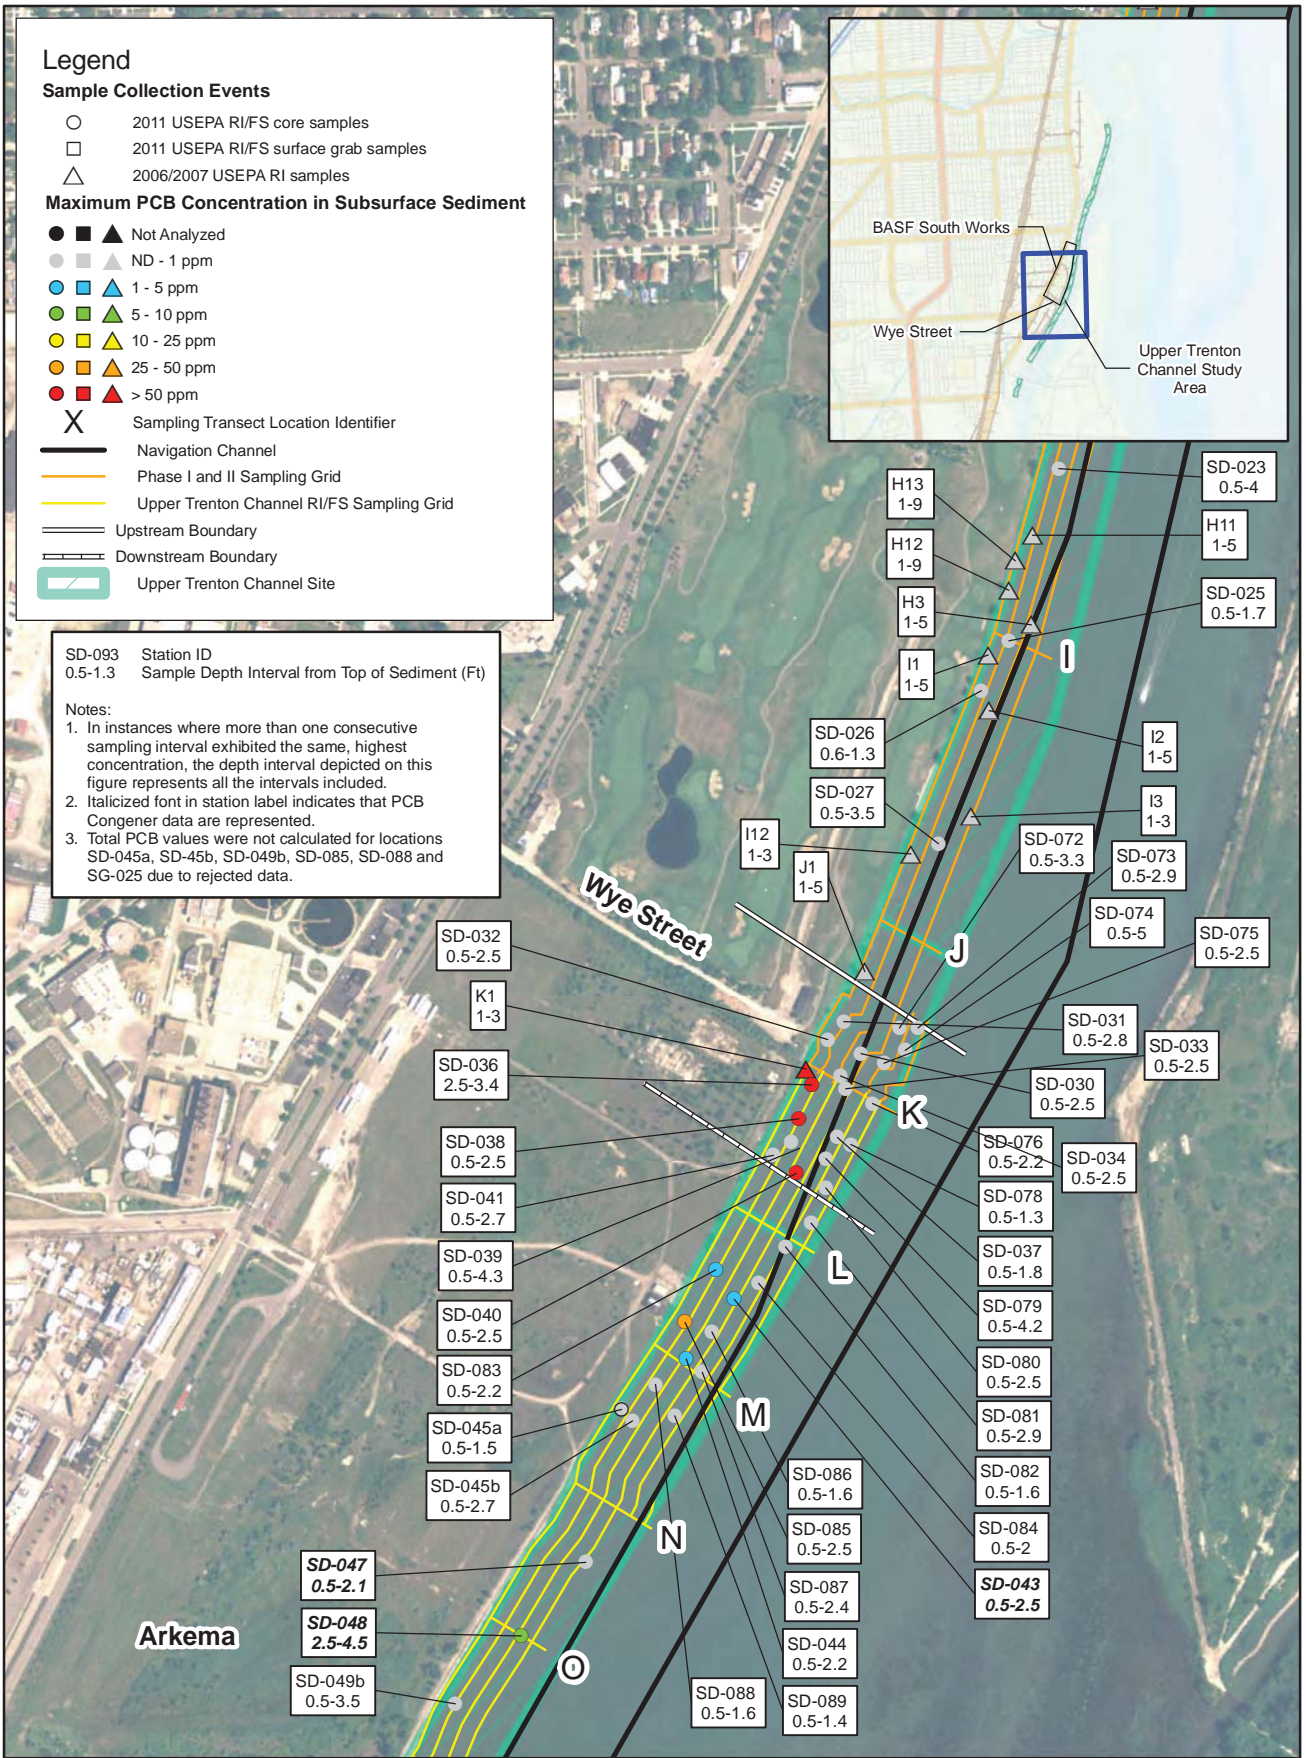 Legend
Sample Collection Events
2011 USEPA RI/FS core samples
2011 USEPA RI/FS surface grab samples
2006/2007 USEPA RI samples
Maximum PCB Concentration in Subsurface Sediment
Not Analyzed
ND - 1 ppm
1 - 5 ppm
5 - 10 ppm
10 - 25 ppm
25 - 50 ppm
> 50 ppm
X Sampling Transect Location Identifier
Navigation Channel
Phase I and II Sampling Grid
Upper Trenton Channel RI/FS Sampling Grid
Upstream Boundary
Downstream Boundary
Upper Trenton Channel Site
SD-093 Station ID
0.5-1.3 Sample Depth Interval from Top of Sediment (Ft)
Notes:
1. In instances where more than one consecutive
sampling interval exhibited the same, highest
concentration, the depth interval depicted on this
figure represents all the intervals included.
2. Italicized font in station label indicates that PCB
Congener data are represented.
3. Total PCB values were not calculated for locations
SD-045a, SD-45b, SD-049b, SD-085, SD-088 and
SG-025 due to rejected data.
BASF South Works
Wye Street
Upper Trenton
Channel Study
Area
SD-023
0.5-4
H13
1-9
H11
1-5
H12
1-9
SD-025
0.5-1.7
H3
1-5
I1
1-5
I
SD-026
0.6-1.3
I2
1-5
SD-027
0.5-3.5
I3
1-3
I12
1-3
J1
1-5
SD-072
0.5-3.3
SD-073
0.5-2.9
SD-074
0.5-5
SD-075
0.5-2.5
Wye Street
J
SD-032
0.5-2.5
K1
1-3
SD-031
0.5-2.8
SD-033
0.5-2.5
SD-036
2.5-3.4
SD-030
0.5-2.5
K
SD-038
0.5-2.5
SD-076
0.5-2.2
SD-034
0.5-2.5
SD-041
0.5-2.7
SD-078
0.5-1.3
SD-039
0.5-4.3
SD-037
0.5-1.8
L
SD-040
0.5-2.5
SD-079
0.5-4.2
SD-083
0.5-2.2
SD-080
0.5-2.5
SD-045a
0.5-1.5
M
SD-081
0.5-2.9
SD-045b
0.5-2.7
SD-086
0.5-1.6
SD-082
0.5-1.6
N
SD-085
0.5-2.5
SD-084
0.5-2
SD-047
0.5-2.1
SD-087
0.5-2.4
SD-043
0.5-2.5
Arkema
SD-048
2.5-4.5
SD-044
0.5-2.2
O
SD-049b
0.5-3.5
SD-088
0.5-1.6
SD-089
0.5-1.4